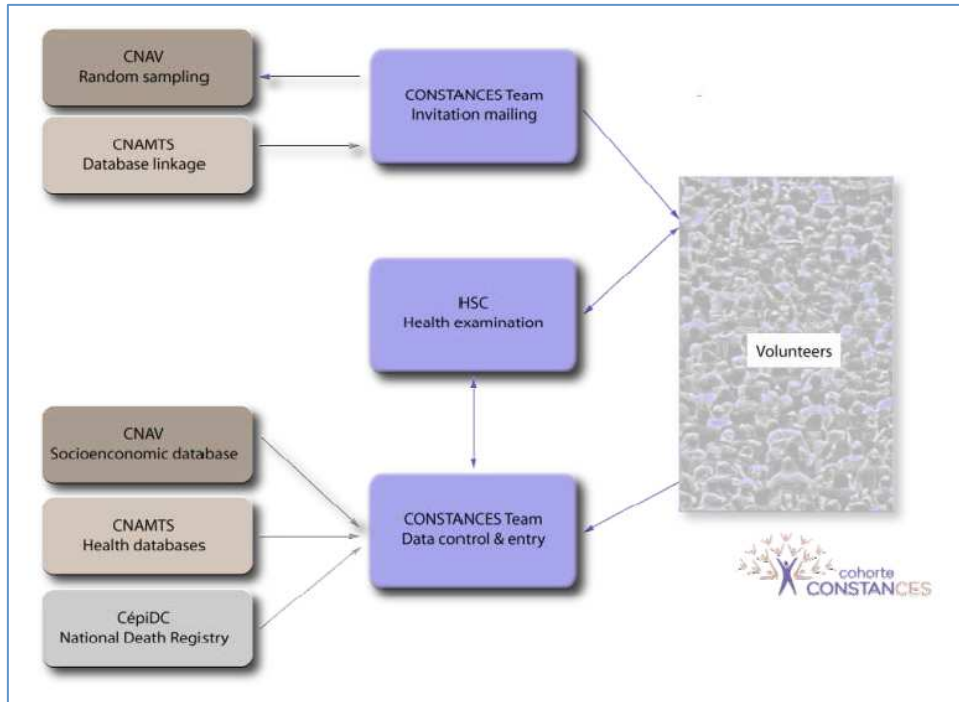 CNAV
Random sampling
CONSTANCES Team
Invitation mailing
CNAMTS
Database linkage
HSC
Health examination
Volunteers
CNAV
Socioeconomic database
CNAMTS
Health databases
CONSTANCES Team
Data control & entry
CépiDC
National Death Registry
cohorte
CONSTANCES